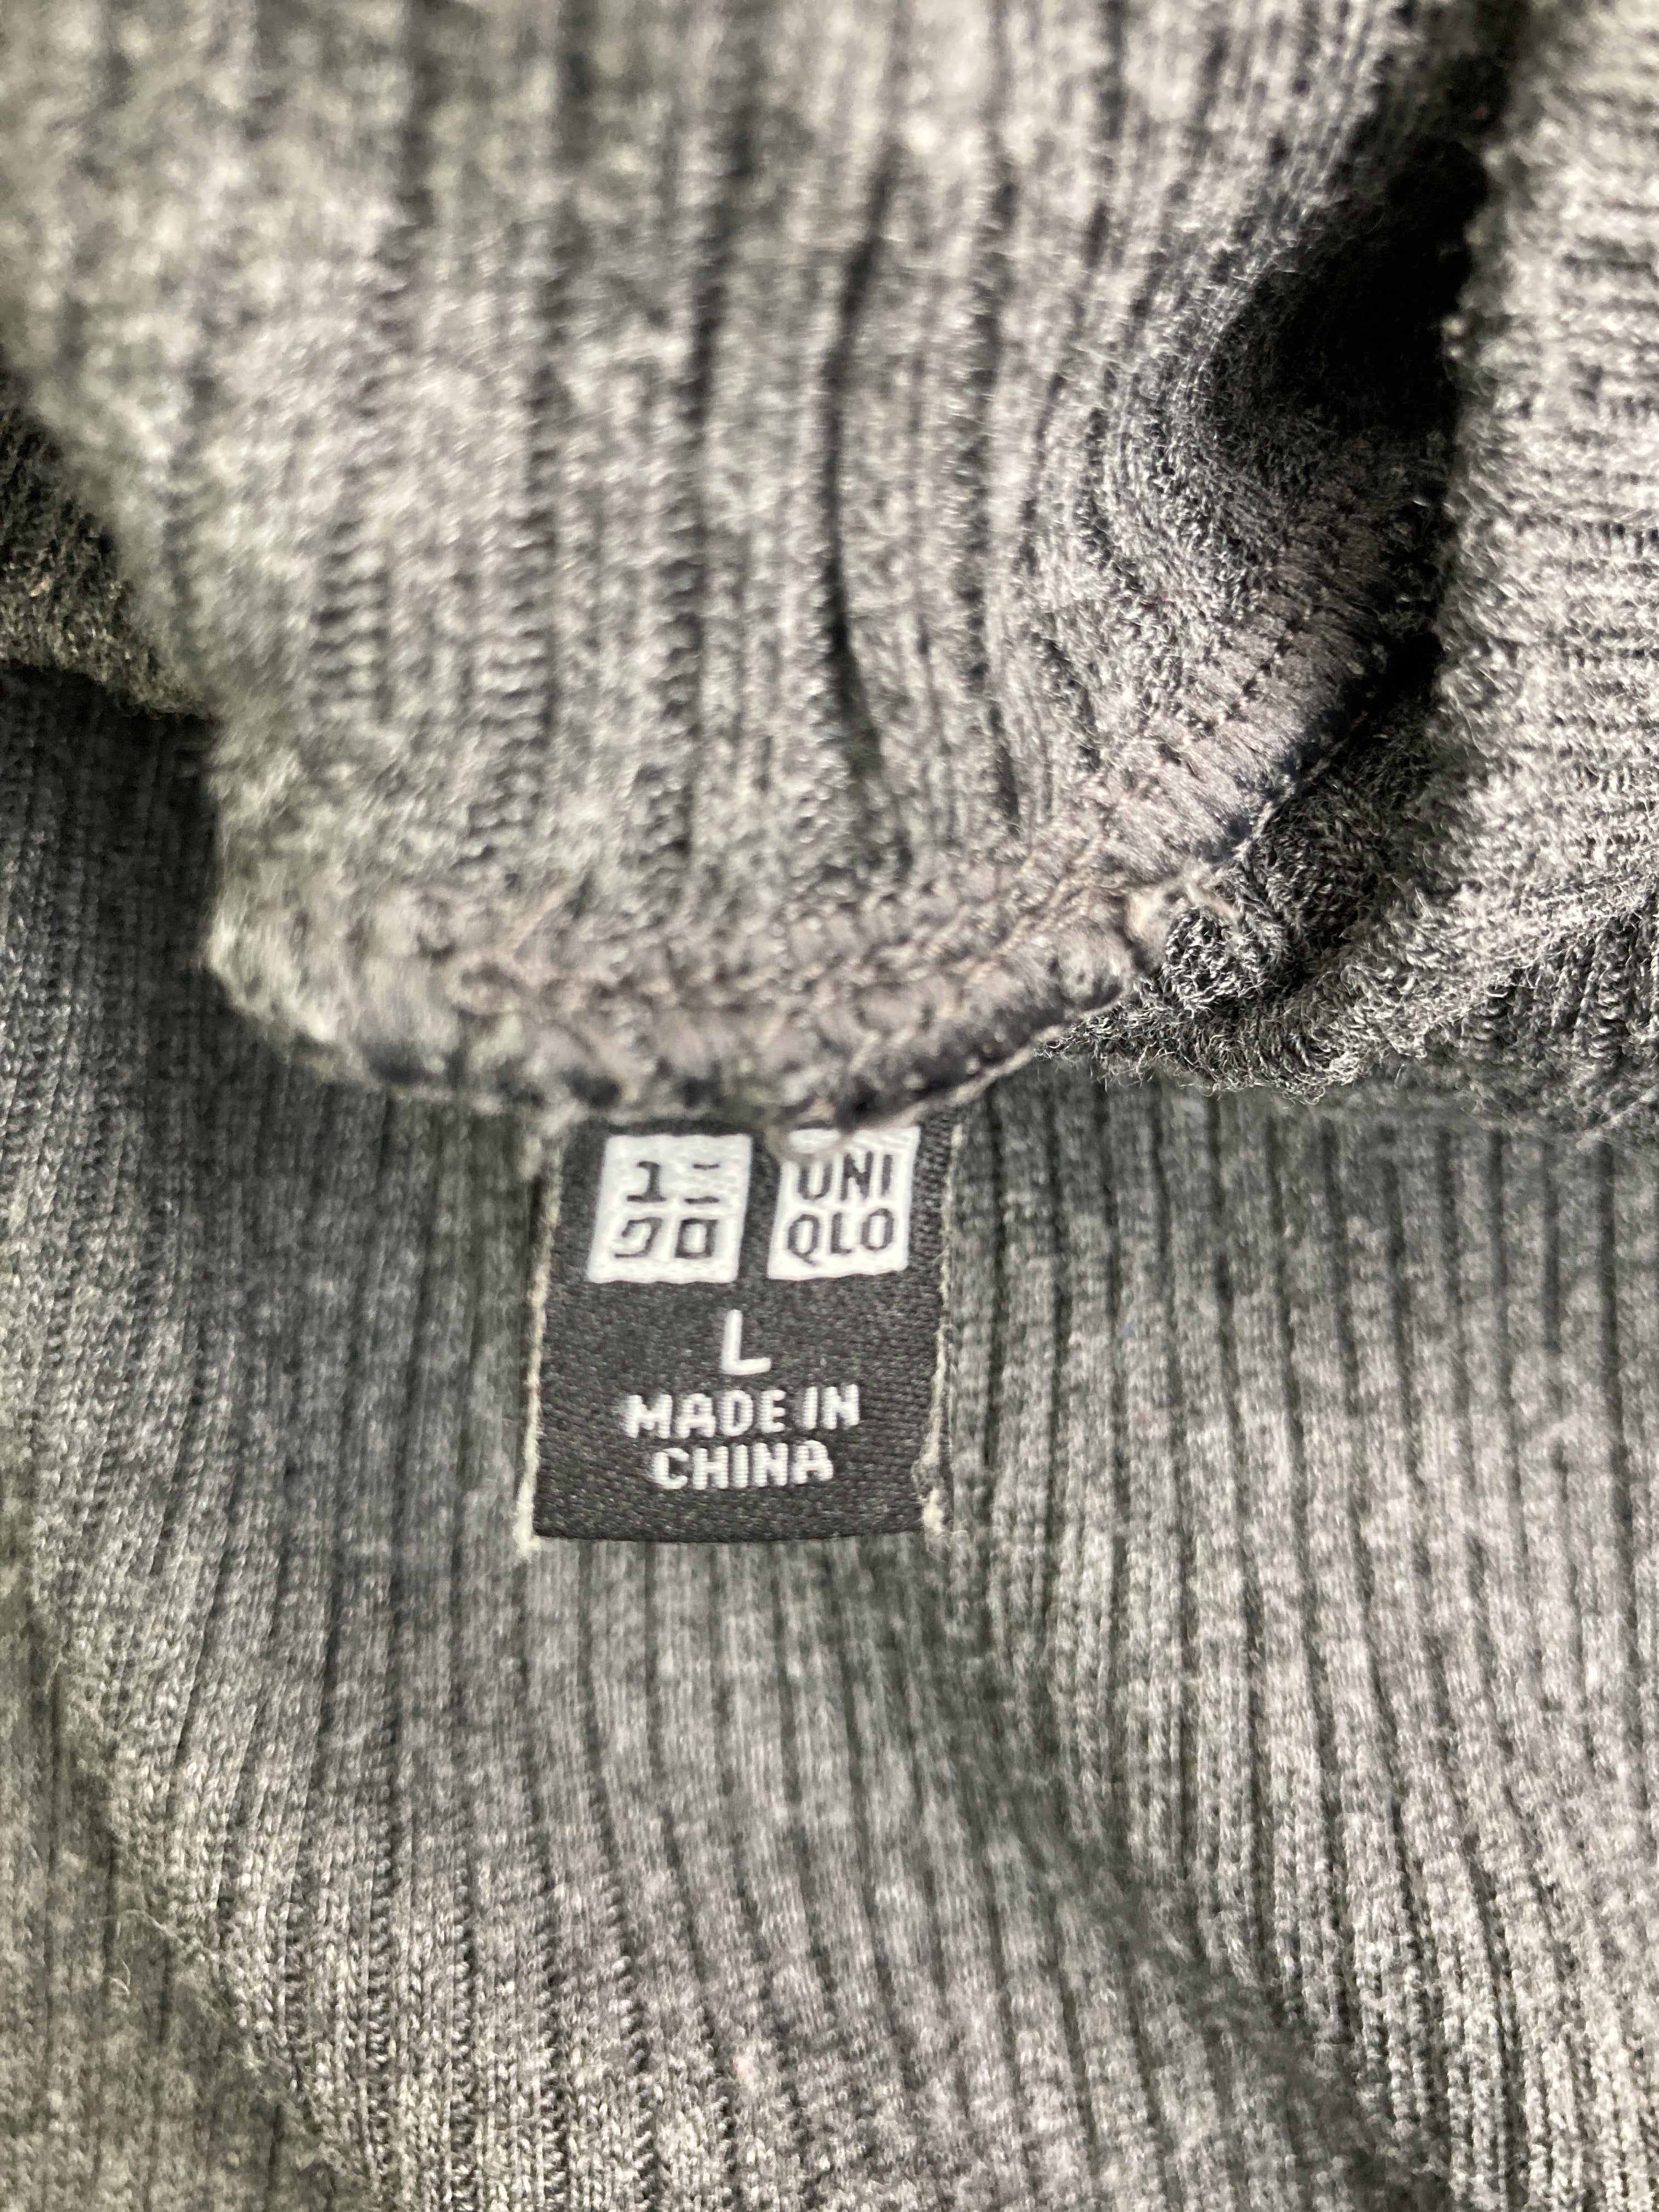 ユニ
クロ
UNI
QLO
L
MADE IN
CHINA